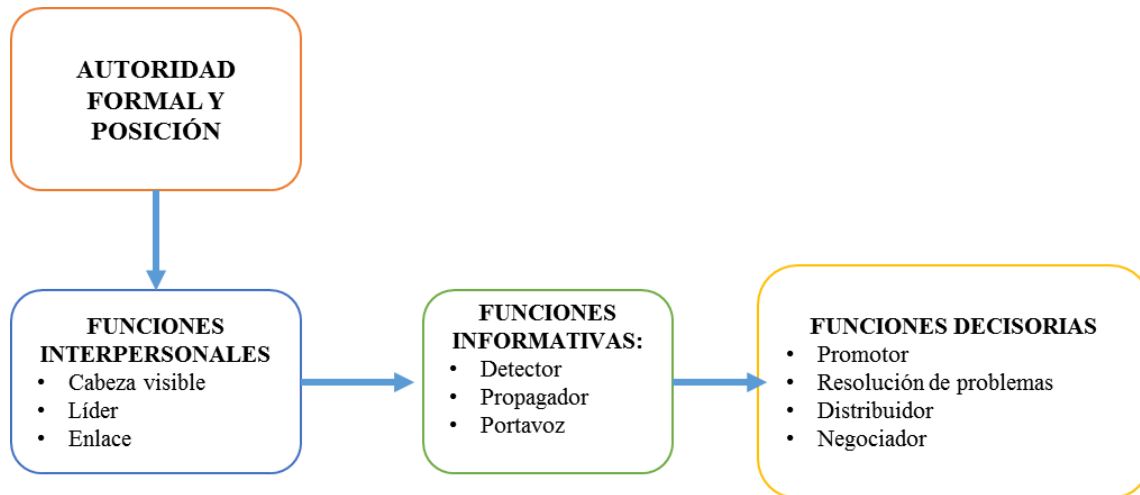 AUTORIDAD
FORMAL Y
POSICIÓN
FUNCIONES
INTERPERSONALES
• Cabeza visible
• Líder
• Enlace
FUNCIONES
INFORMATIVAS:
• Detector
• Propagador
• Portavoz
FUNCIONES DECISORIAS
• Promotor
• Resolución de problemas
• Distribuidor
• Negociador